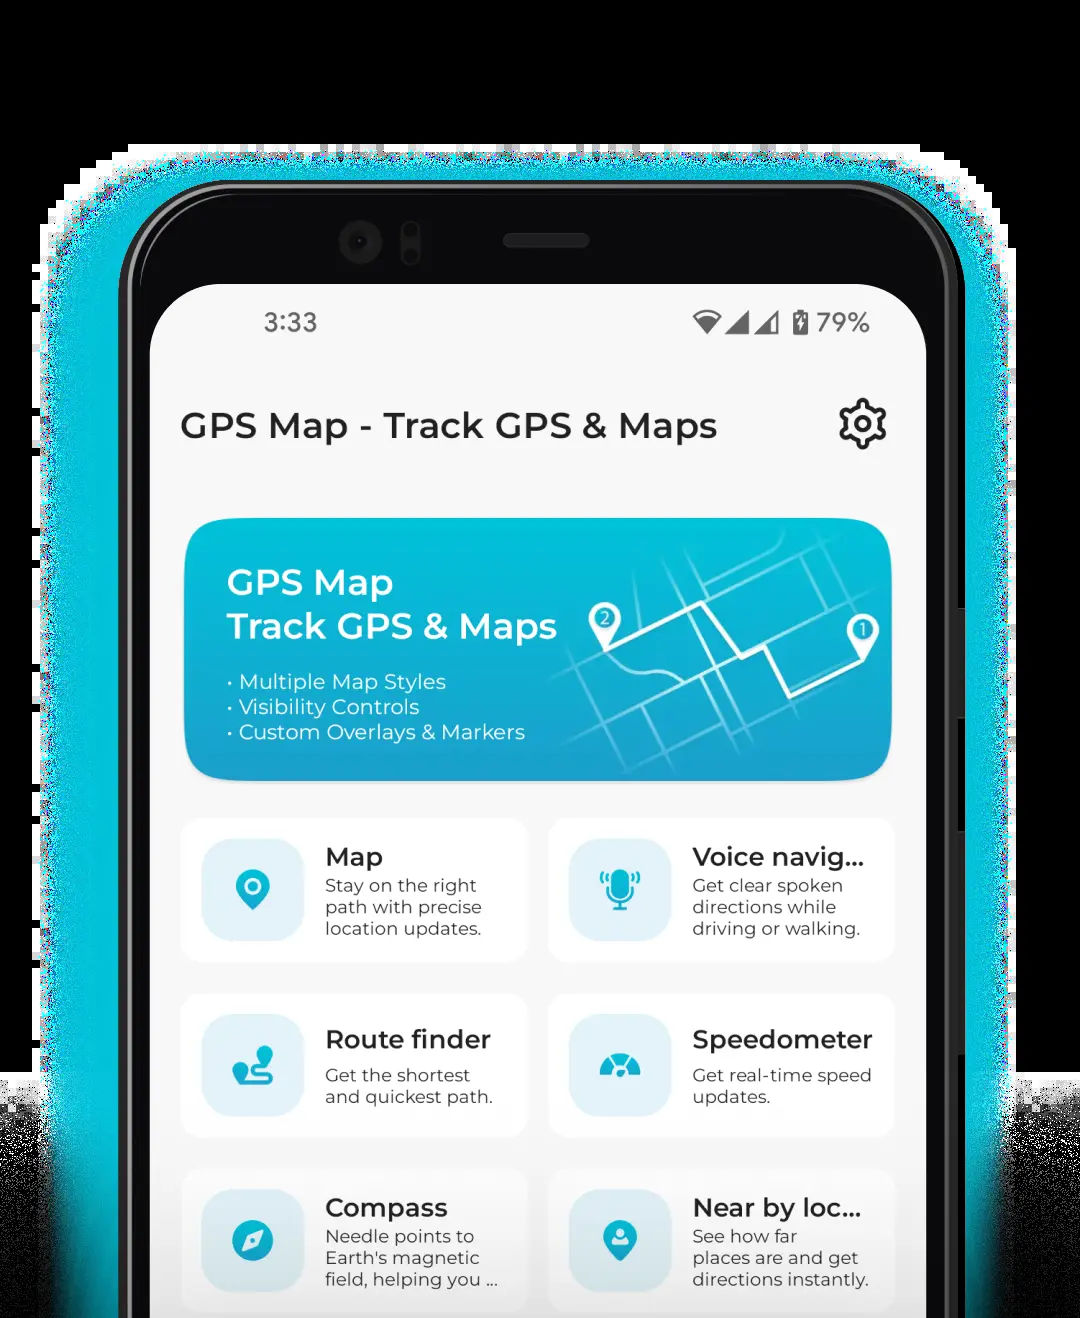 3:33
79%
GPS Map - Track GPS & Maps
GPS Map
Track GPS & Maps
• Multiple Map Styles
• Visibility Controls
• Custom Overlays & Markers
2
1
Map
Stay on the right
path with precise
location updates.
Voice navig...
Get clear spoken
directions while
driving or walking.
Route finder
Get the shortest
and quickest path.
Speedometer
Get real-time speed
updates.
Compass
Needle points to
Earth's magnetic
field, helping you ...
Near by loc...
See how far
places are and get
directions instantly.